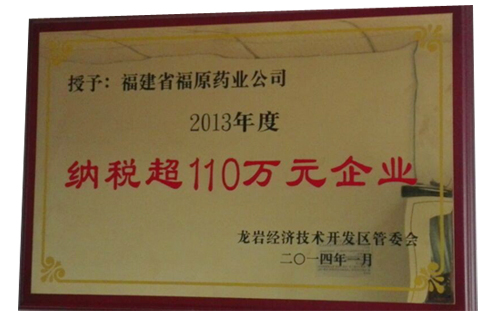 授予：福建省福原药业公司
2013年度
纳税超110万元企业
龙岩经济技术开发区管委会
二〇一四年一月